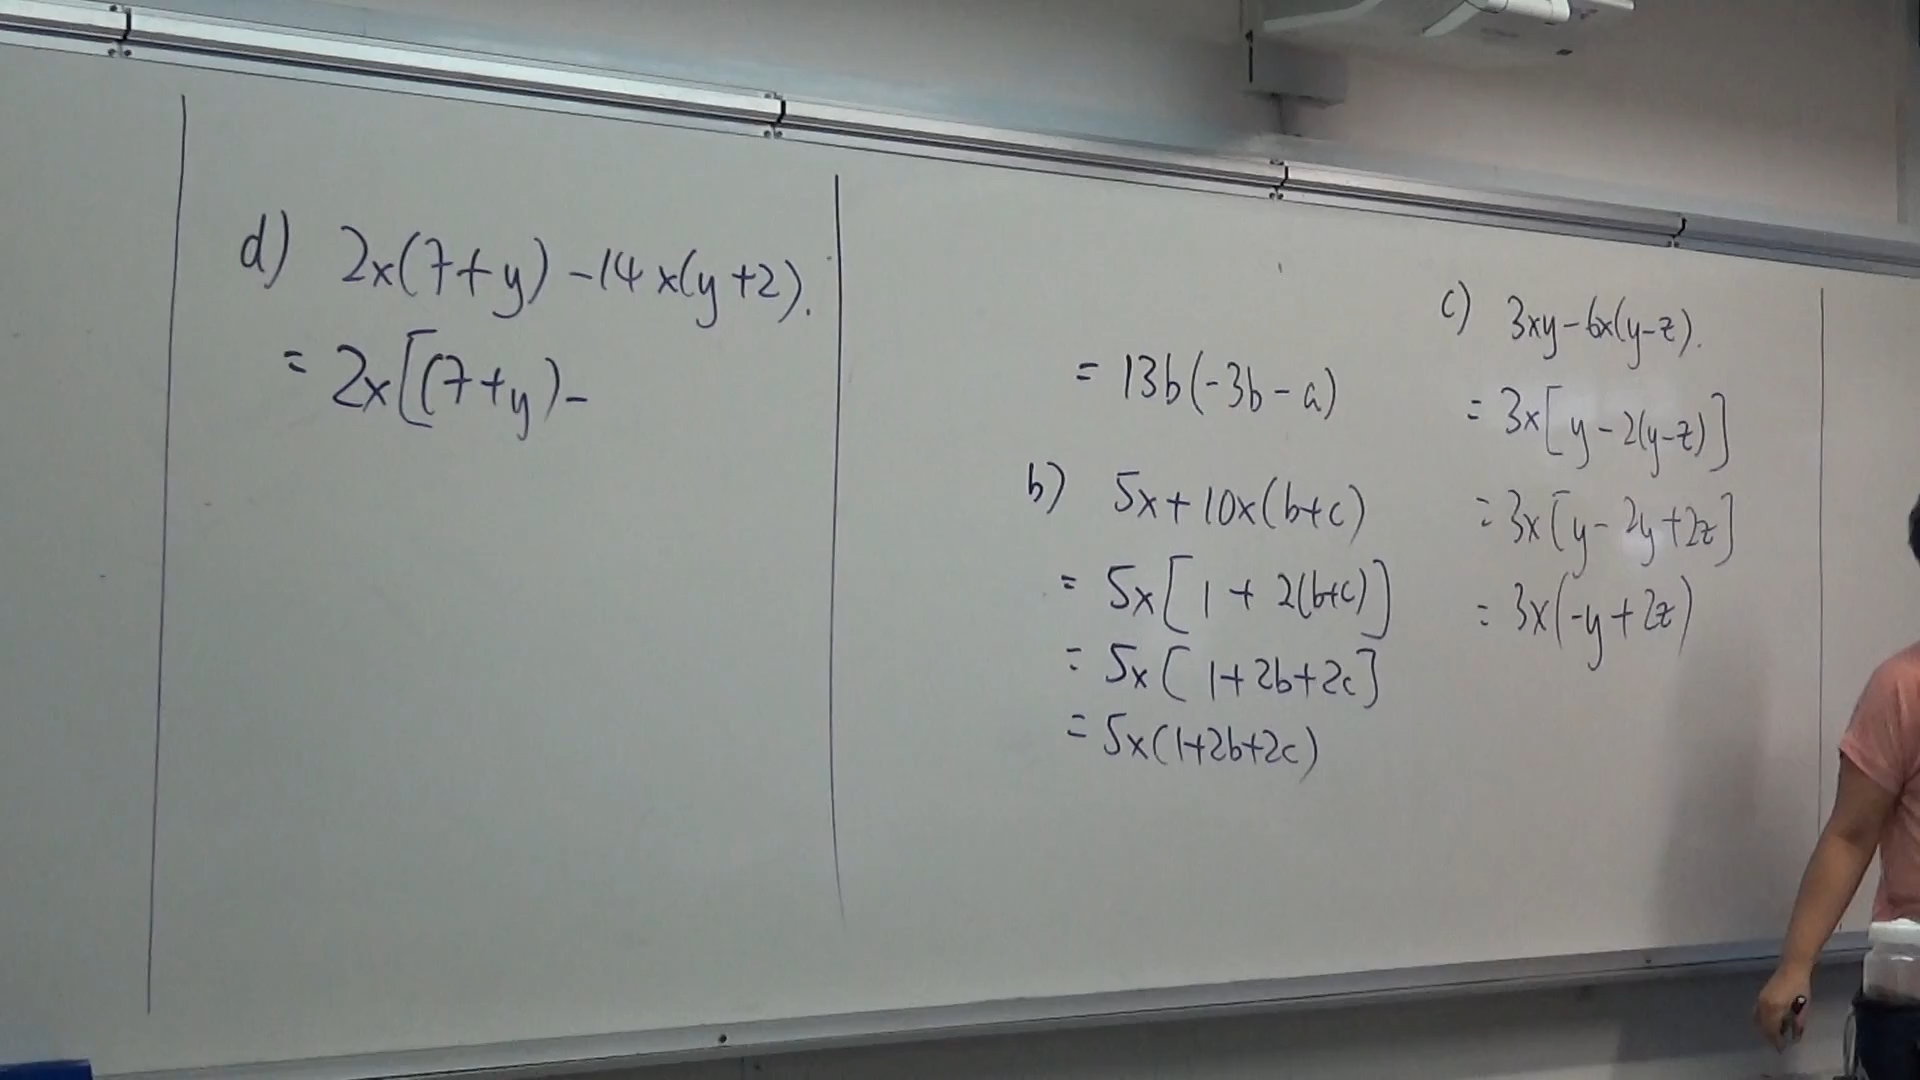 d) 2x(7+y) -14x(y+2).
= 2x[(7+y)-
= 13b(-3b-a)
b) 5x+10x(b+c)
= 5x[1+2(b+c)]
= 5x[1+2b+2c]
= 5x(1+2b+2c)
c) 3xy-6x(y-z).
= 3x[y-2(y-z)]
= 3x[y-2y+2z]
= 3x(-y+2z)